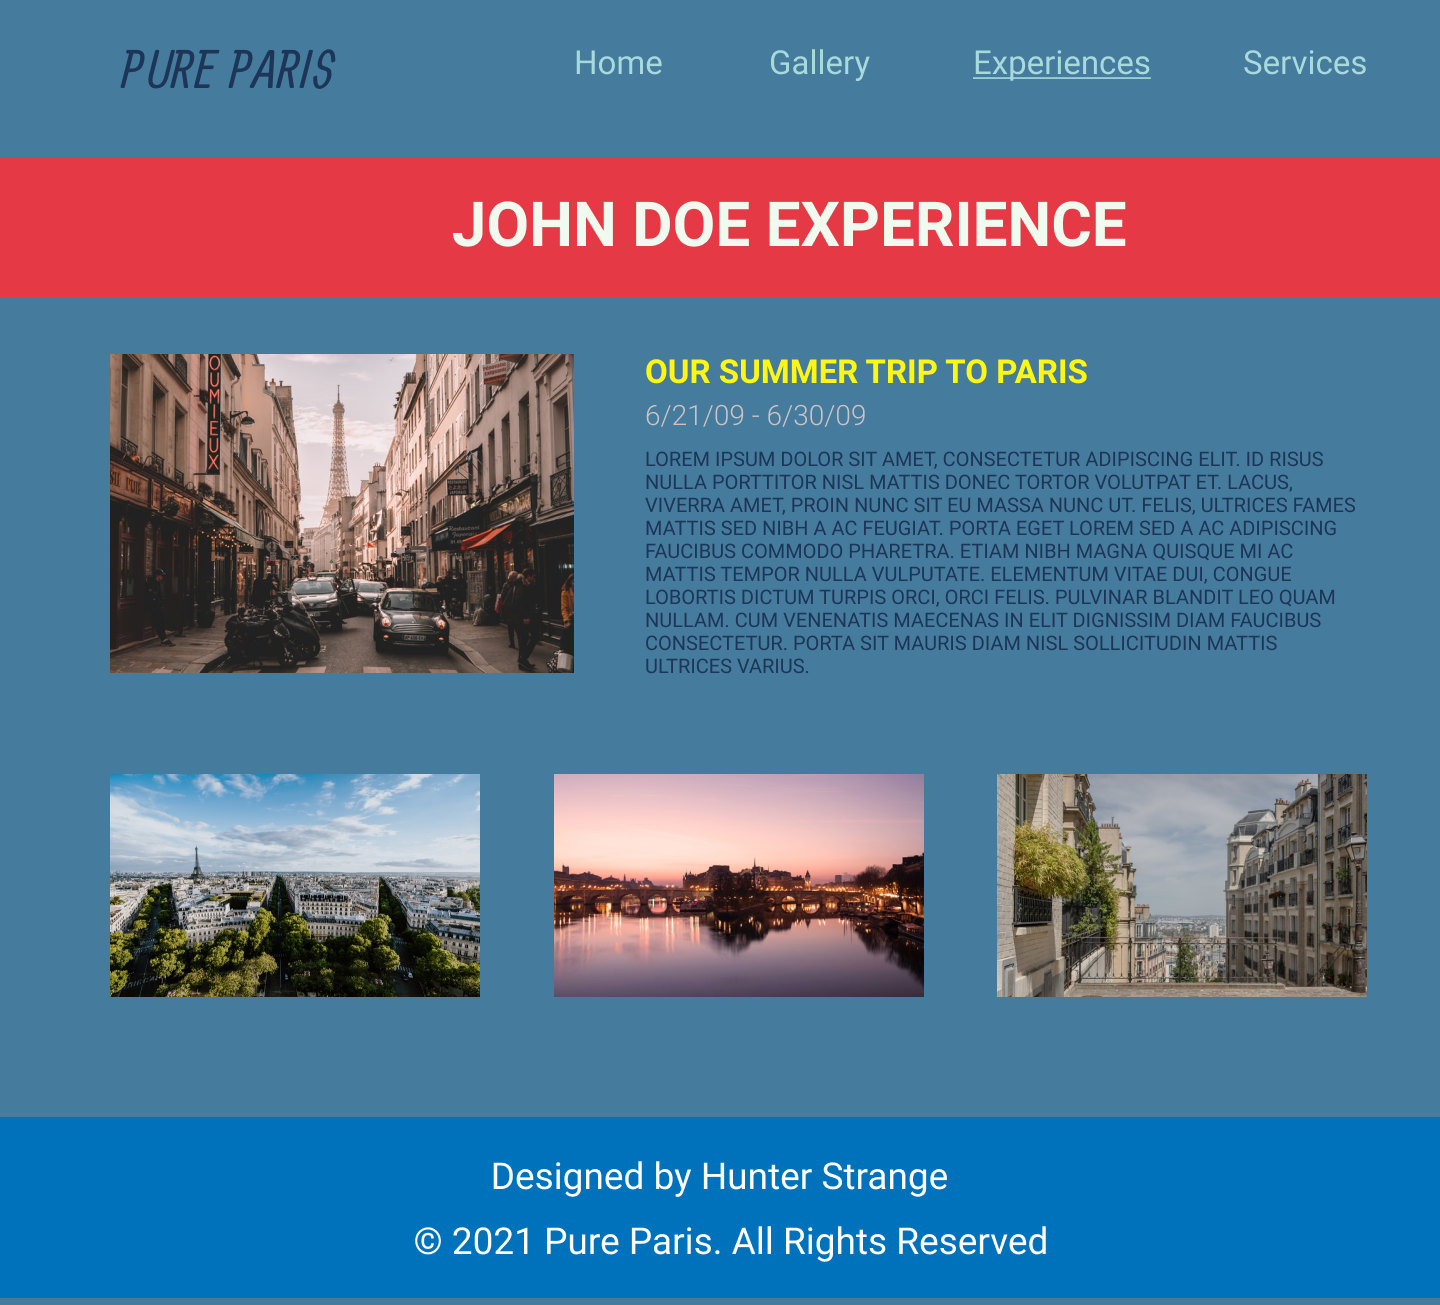 PURE PARIS
Home
Gallery
Experiences
Services
JOHN DOE EXPERIENCE
OUMIEUX
OUR SUMMER TRIP TO PARIS
6/21/09 - 6/30/09
LOREM IPSUM DOLOR SIT AMET, CONSECTETUR ADIPISCING ELIT. ID RISUS
NULLA PORTTITOR NISL MATTIS DONEC TORTOR VOLUTPAT ET. LACUS,
VIVERRA AMET, PROIN NUNC SIT EU MASSA NUNC UT. FELIS, ULTRICES FAMES
MATTIS SED NIBH A AC FEUGIAT. PORTA EGET LOREM SED A AC ADIPISCING
FAUCIBUS COMMODO PHARETRA. ETIAM NIBH MAGNA QUISQUE MI AC
MATTIS TEMPOR NULLA VULPUTATE. ELEMENTUM VITAE DUI, CONGUE
LOBORTIS DICTUM TURPIS ORCI, ORCI FELIS. PULVINAR BLANDIT LEO QUAM
NULLAM. CUM VENENATIS MAECENAS IN ELIT DIGNISSIM DIAM FAUCIBUS
CONSECTETUR. PORTA SIT MAURIS DIAM NISL SOLLICITUDIN MATTIS
ULTRICES VARIUS.
Designed by Hunter Strange
© 2021 Pure Paris. All Rights Reserved